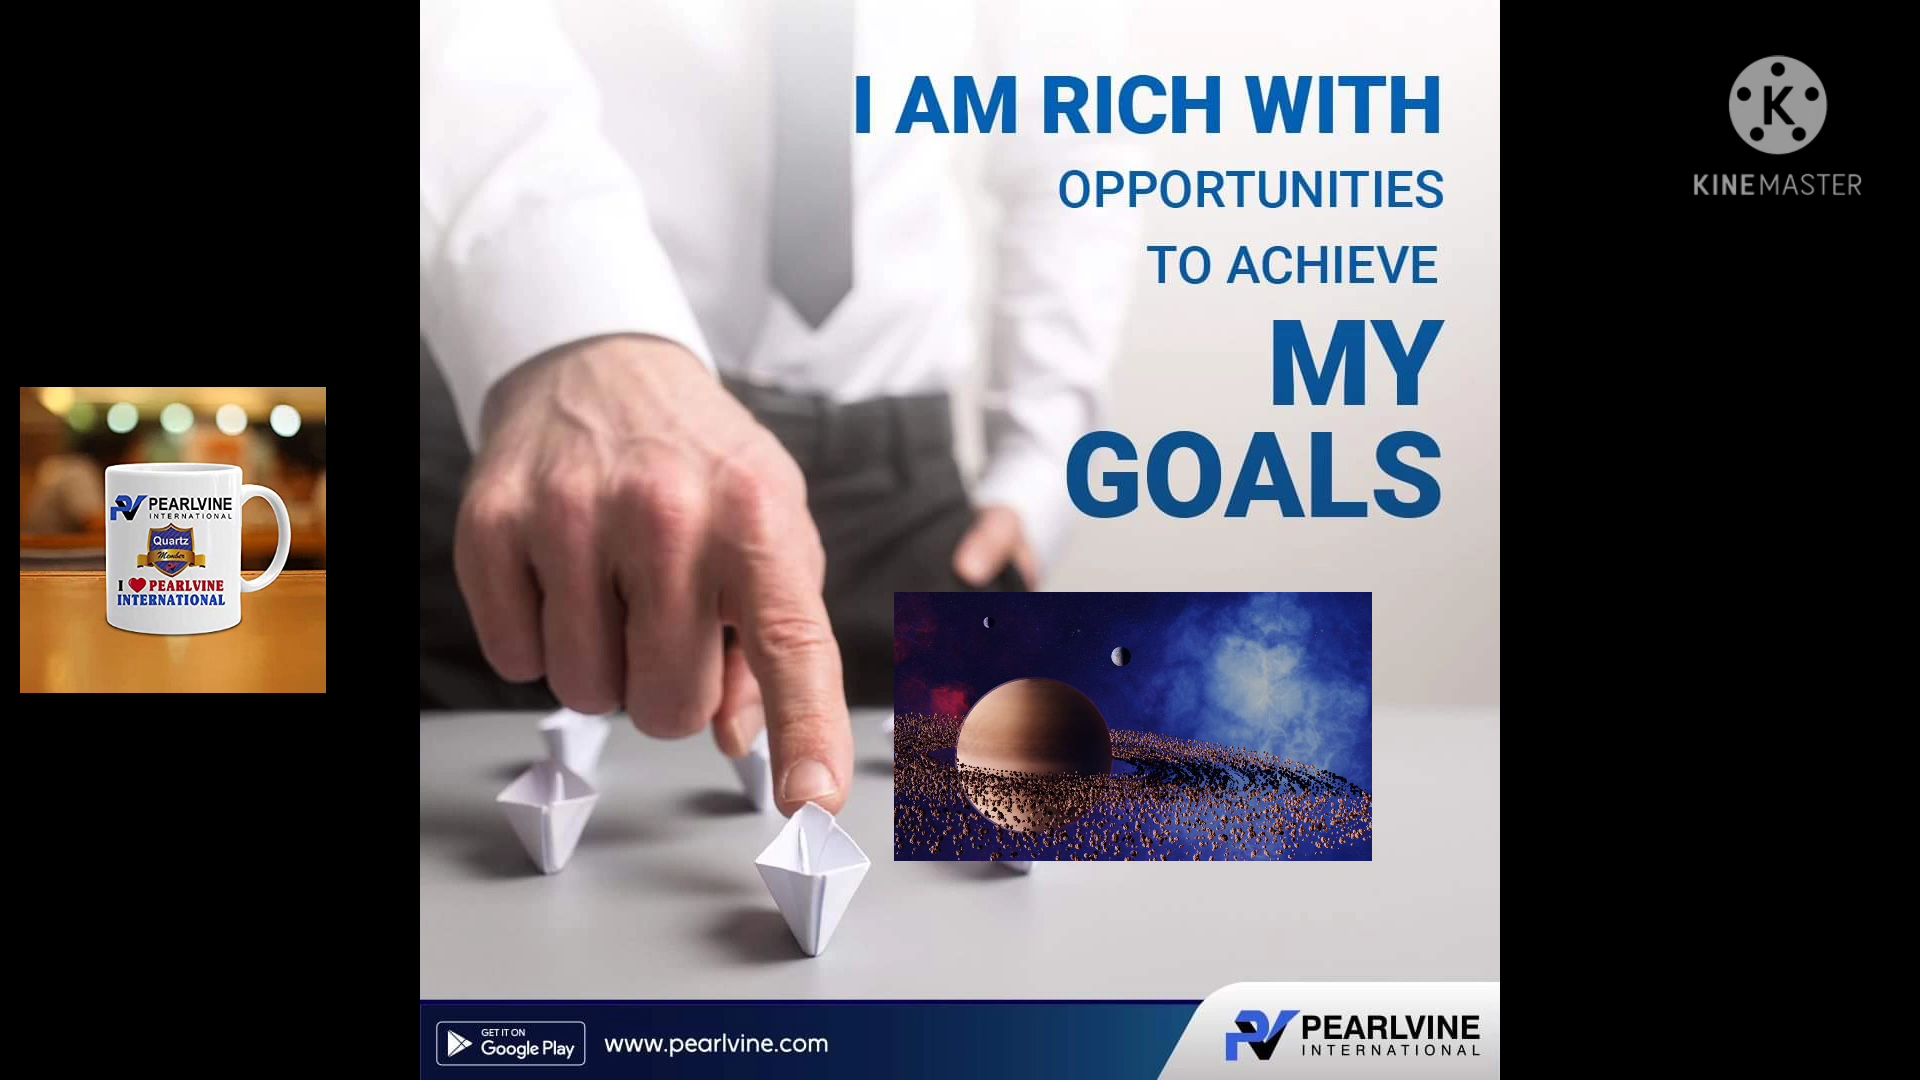 I AM RICH WITH
OPPORTUNITIES
TO ACHIEVE
MY
GOALS
K
KINEMASTER
PEARLVINE
INTERNATIONAL
Quartz
Member
I ❤ PEARLVINE
INTERNATIONAL
GET IT ON
Google Play
www.pearlvine.com
PV PEARLVINE
INTERNATIONAL